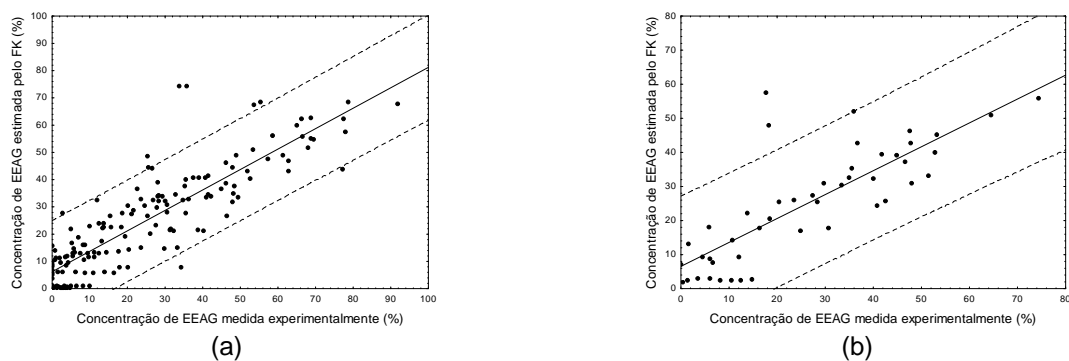 Concentração de EEAG estimada pelo FK (%)
100
90
80
70
60
50
40
30
20
10
0
0 10 20 30 40 50 60 70 80 90 100
Concentração de EEAG medida experimentalmente (%)
(a)
Concentração de EEAG estimada pelo FK (%)
80
70
60
50
40
30
20
10
0
0 10 20 30 40 50 60 70 80
Concentração de EEAG medida experimentalmente (%)
(b)